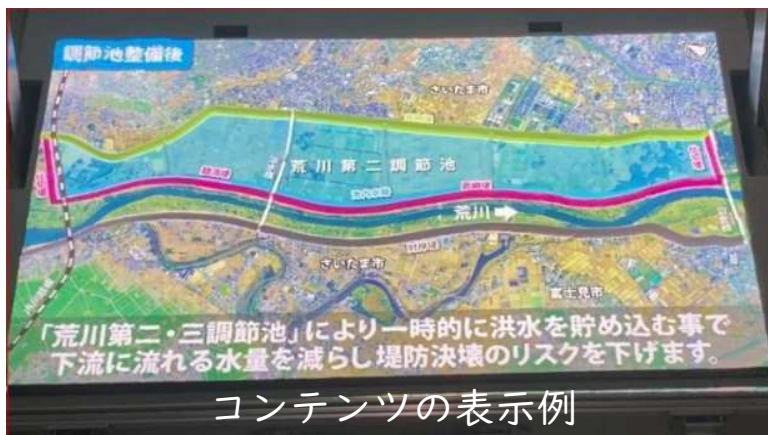 調節池整備後
さいたま市
荒川第二調節池
荒川
さいたま市
富士見市
「荒川第二・三調節池」により一時的に洪水を貯め込む事で
下流に流れる水量を減らし堤防決壊のリスクを下げます。
コンテンツの表示例